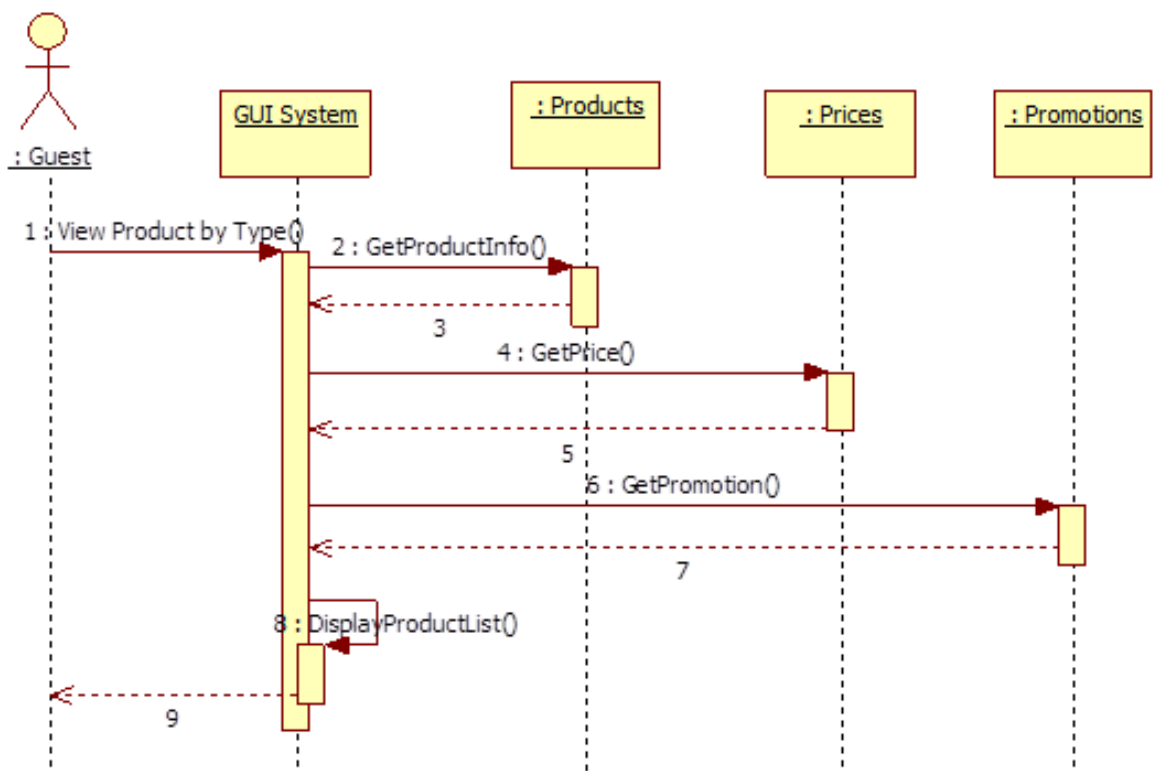 : Guest
GUI System
: Products
: Prices
: Promotions
1 : View Product by Type()
2 : GetProductInfo()
3
4 : GetPrice()
5
6 : GetPromotion()
7
8 : DisplayProductList()
9